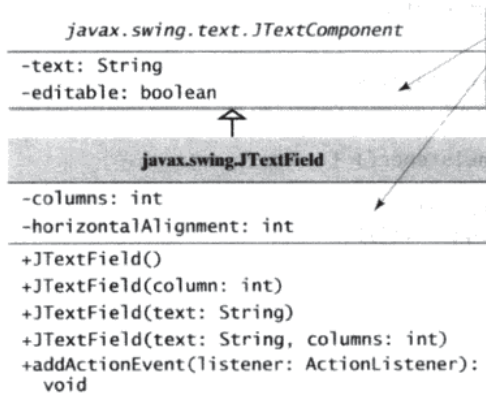 javax.swing.text.JTextComponent
-text: String
-editable: boolean
javax.swing.JTextField
-columns: int
-horizontalAlignment: int
+JTextField()
+JTextField(column: int)
+JTextField(text: String)
+JTextField(text: String, columns: int)
+addActionEvent(listener: ActionListener):
void